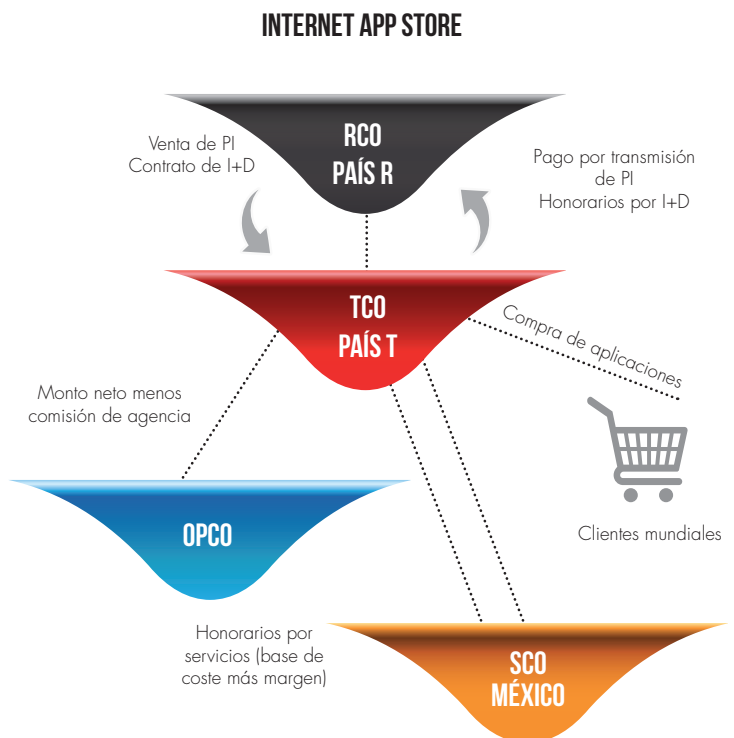 INTERNET APP STORE
RCO
PAÍS R
Venta de PI
Contrato de I+D
Pago por transmisión
de PI
Honorarios por I+D
TCO
PAÍS T
Compra de aplicaciones
Monto neto menos
comisión de agencia
OPCO
Clientes mundiales
Honorarios por
servicios (base de
coste más margen)
SCO
MÉXICO